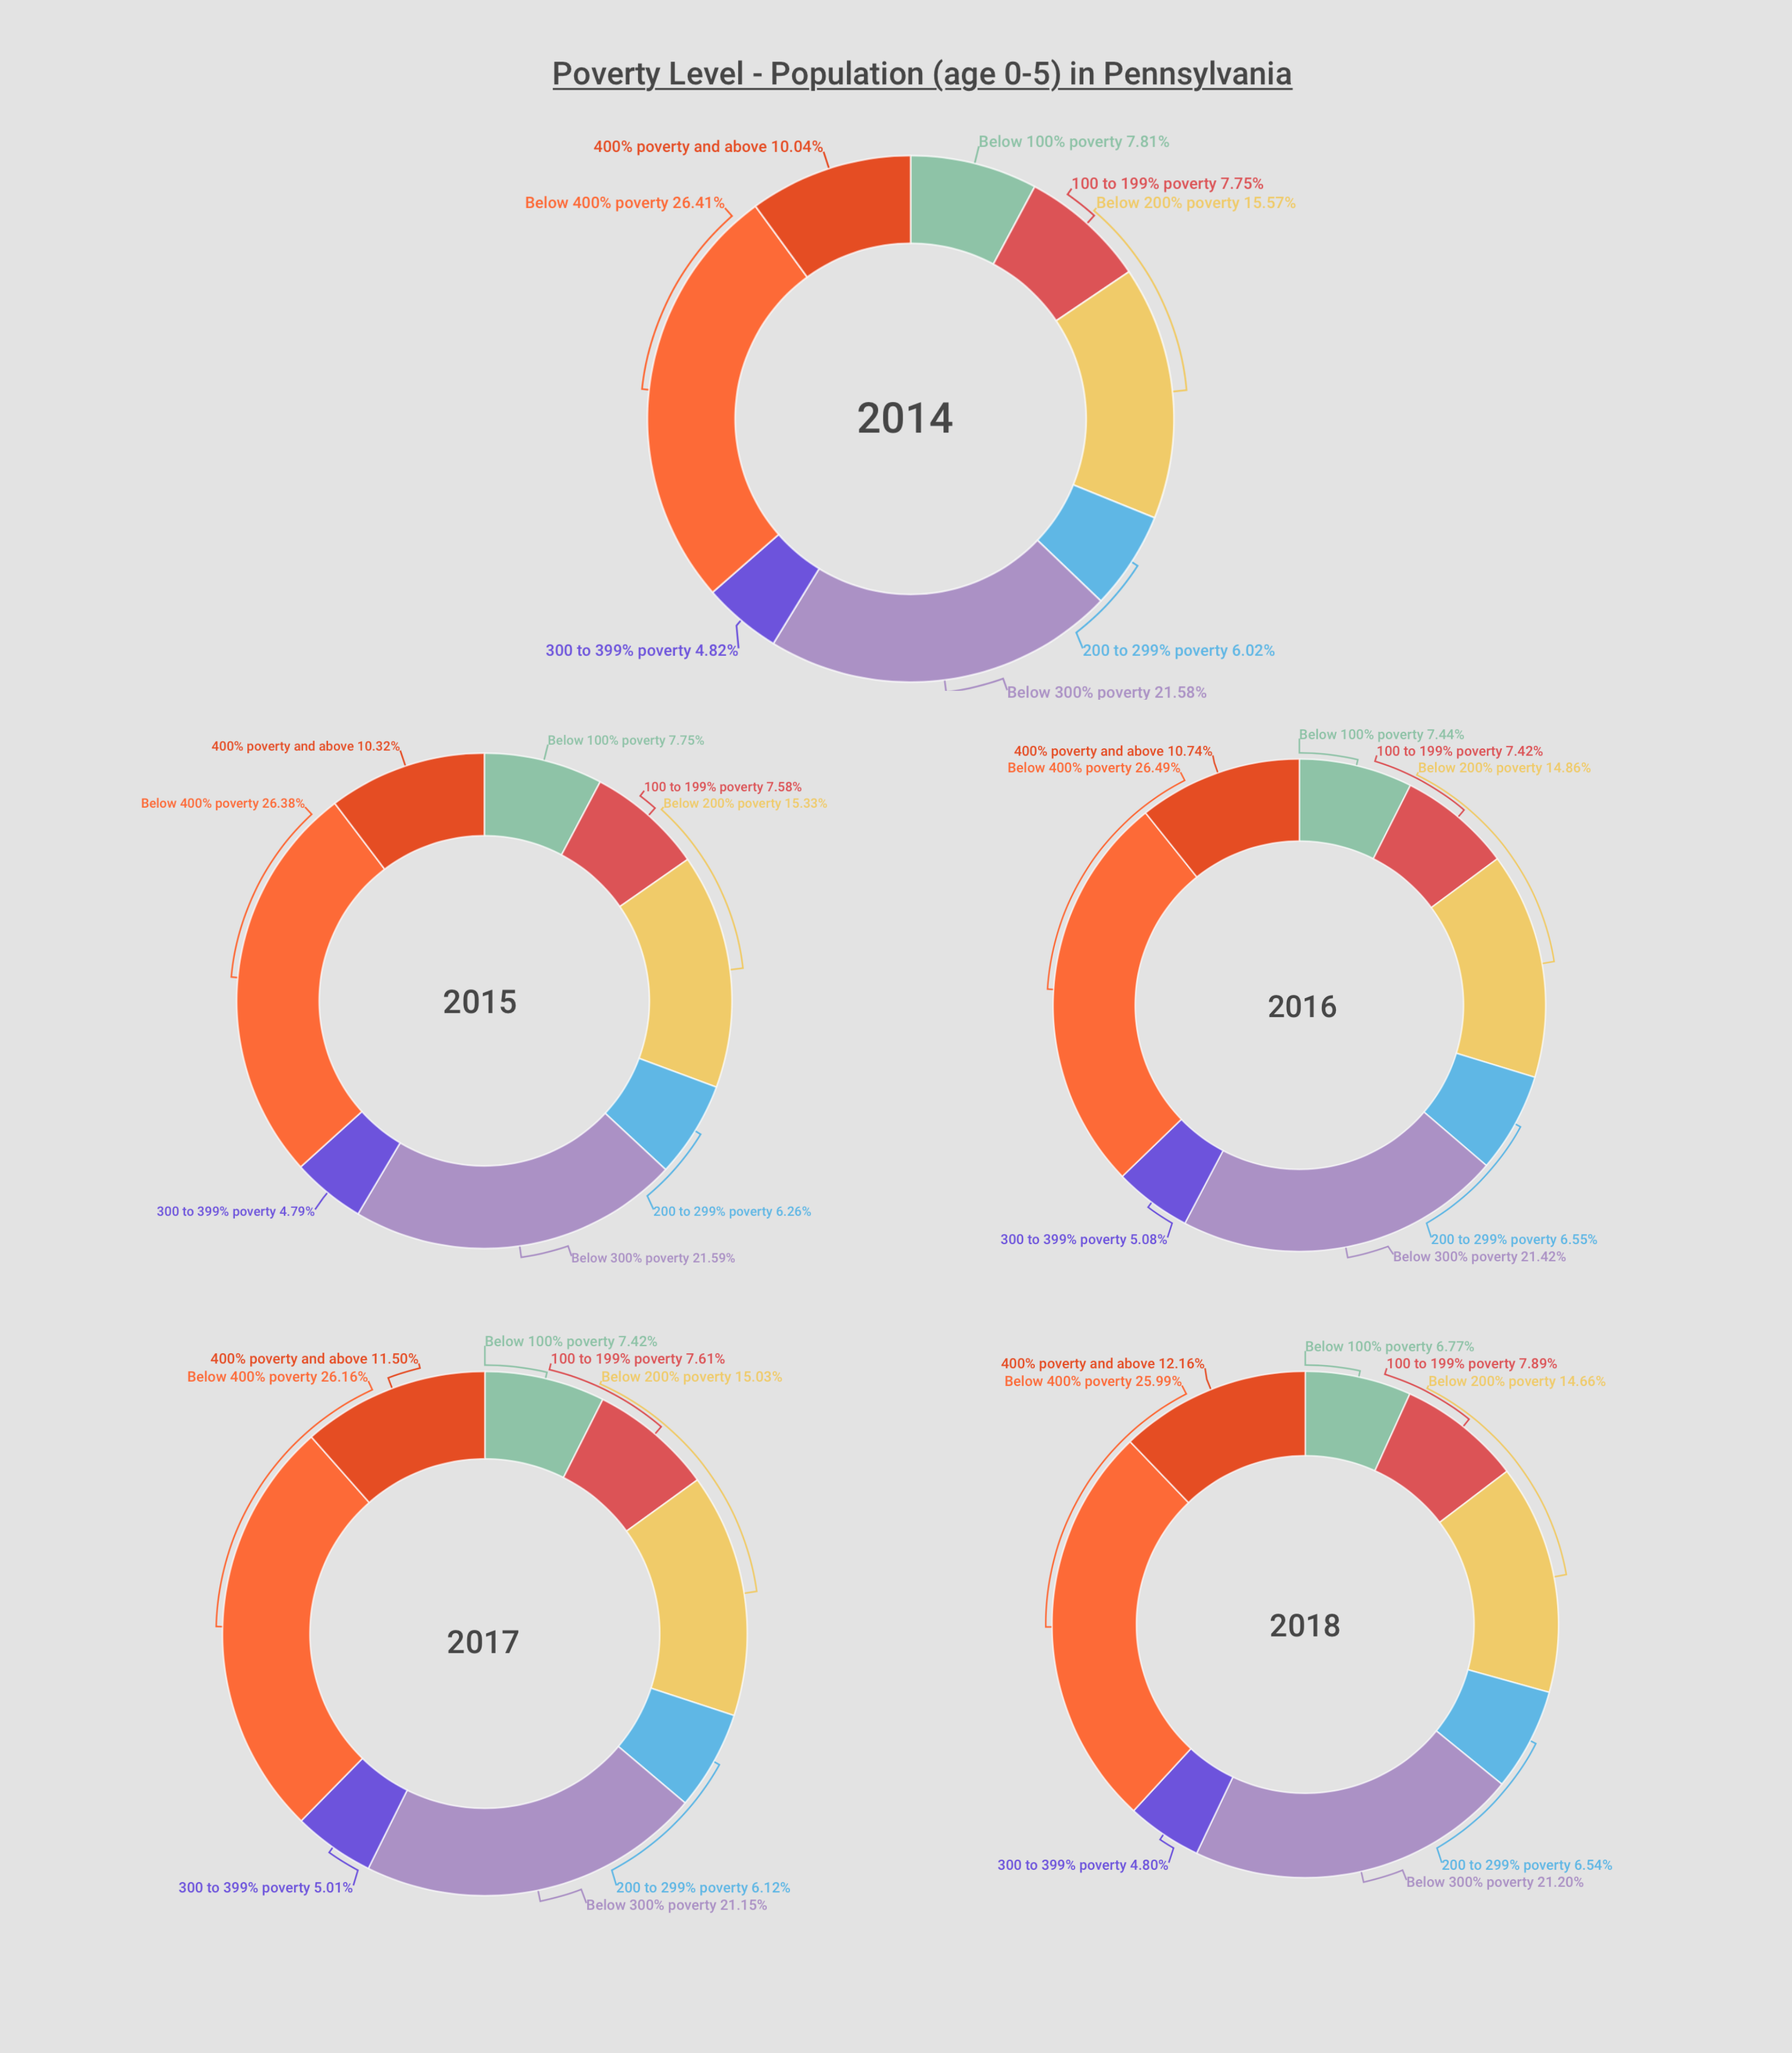 Poverty Level - Population (age 0-5) in Pennsylvania
400% poverty and above 10.04%
Below 100% poverty 7.81%
100 to 199% poverty 7.75%
Below 400% poverty 26.41%
Below 200% poverty 15.57%
2014
300 to 399% poverty 4.82%
200 to 299% poverty 6.02%
Below 300% poverty 21.58%
400% poverty and above 10.32%
Below 100% poverty 7.75%
100 to 199% poverty 7.58%
Below 400% poverty 26.38%
Below 200% poverty 15.33%
2015
300 to 399% poverty 4.79%
200 to 299% poverty 6.26%
Below 300% poverty 21.59%
Below 100% poverty 7.44%
400% poverty and above 10.74%
100 to 199% poverty 7.42%
Below 400% poverty 26.49%
Below 200% poverty 14.86%
2016
300 to 399% poverty 5.08%
200 to 299% poverty 6.55%
Below 300% poverty 21.42%
Below 100% poverty 7.42%
400% poverty and above 11.50%
100 to 199% poverty 7.61%
Below 400% poverty 26.16%
Below 200% poverty 15.03%
2017
300 to 399% poverty 5.01%
200 to 299% poverty 6.12%
Below 300% poverty 21.15%
Below 100% poverty 6.77%
400% poverty and above 12.16%
100 to 199% poverty 7.89%
Below 400% poverty 25.99%
Below 200% poverty 14.66%
2018
300 to 399% poverty 4.80%
200 to 299% poverty 6.54%
Below 300% poverty 21.20%